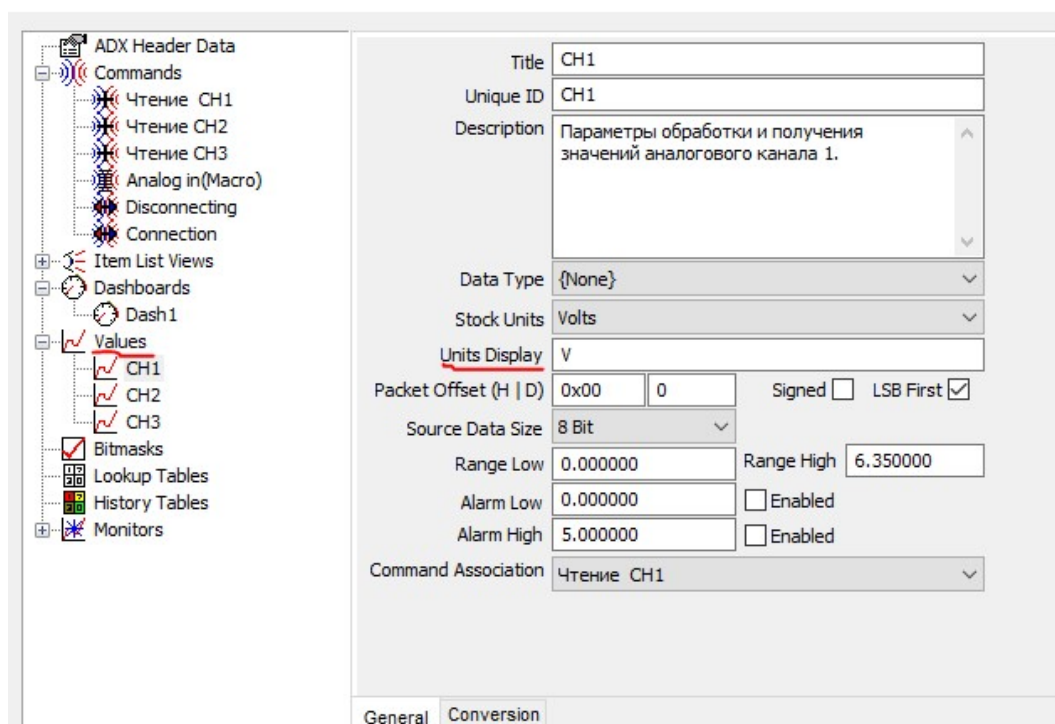 ADX Header Data
Commands
Чтение CH1
Чтение CH2
Чтение CH3
Analog in(Macro)
Disconnecting
Connection
Item List Views
Dashboards
Dash1
Values
CH1
CH2
CH3
Bitmasks
Lookup Tables
History Tables
Monitors
Title CH1
Unique ID CH1
Description Параметры обработки и получения
значений аналогового канала 1.
Data Type {None}
Stock Units Volts
Units Display V
Packet Offset (H | D) 0x00 0 Signed LSB First
Source Data Size 8 Bit
Range Low 0.000000 Range High 6.350000
Alarm Low 0.000000 Enabled
Alarm High 5.000000 Enabled
Command Association Чтение CH1
General Conversion